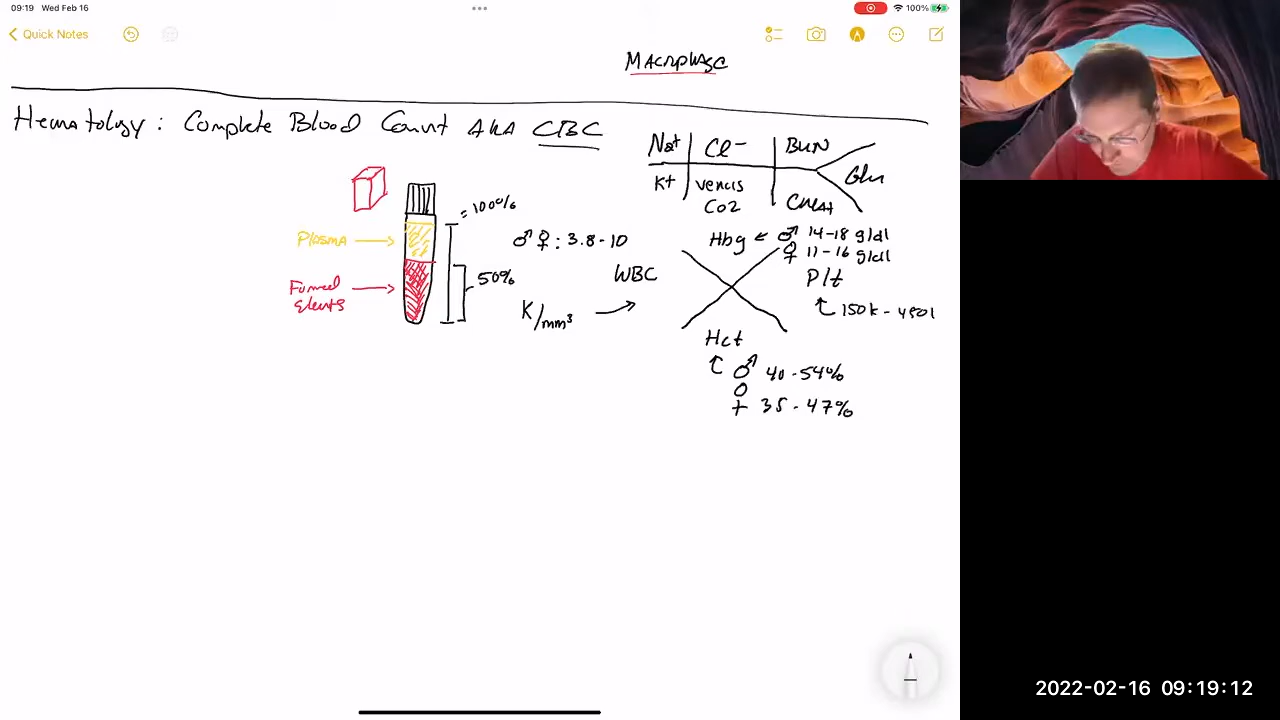 09:19 Wed Feb 16
100%
Quick Notes
Macrophage
Hematology: Complete Blood Count AKA CBC
Na+ Cl- BUN
Glu
K+ venous
CO2 Creat
= 100%
Plasma
50%
Formed
♂ ♀ : 3.8 - 10
K/mm³
WBC
Hbg ← ♂ 14-18 g/dl
♀ 11-16 g/dl
Plt
150k - 450
Hct
♂ 40 - 54%
♀ 35 - 47%
2022-02-16 09:19:12